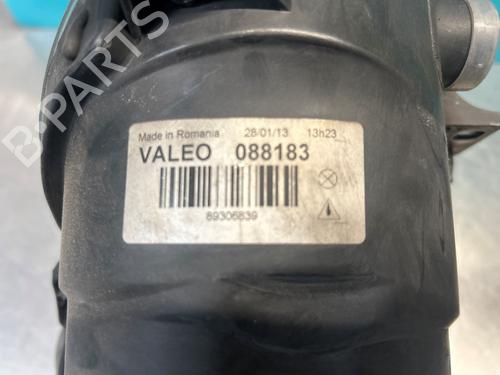 B-PARTS
Made in Romania 28/01/13 13h23
VALEO 088183
89306839